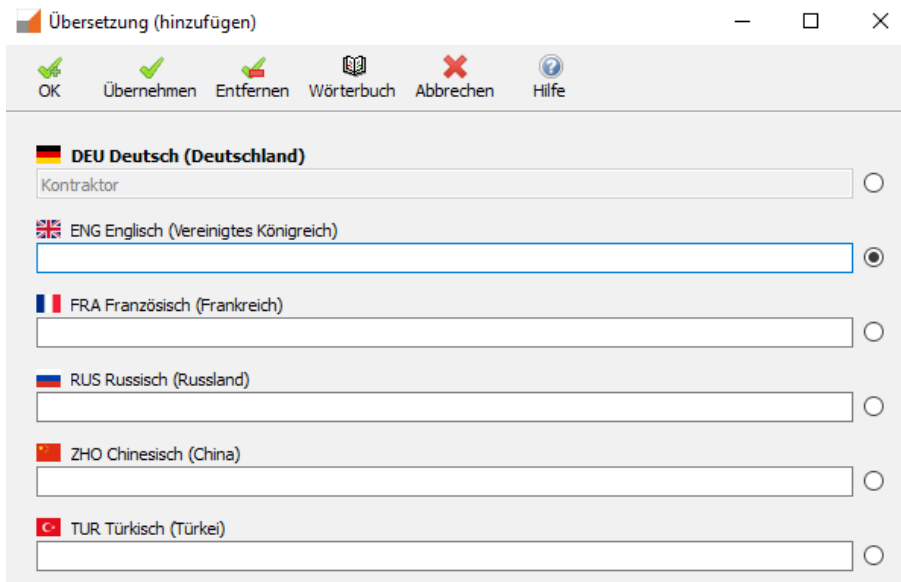 Übersetzung (hinzufügen)
OK Übernehmen Entfernen Wörterbuch Abbrechen Hilfe
DEU Deutsch (Deutschland)
Kontraktor
ENG Englisch (Vereinigtes Königreich)
FRA Französisch (Frankreich)
RUS Russisch (Russland)
ZHO Chinesisch (China)
TUR Türkisch (Türkei)